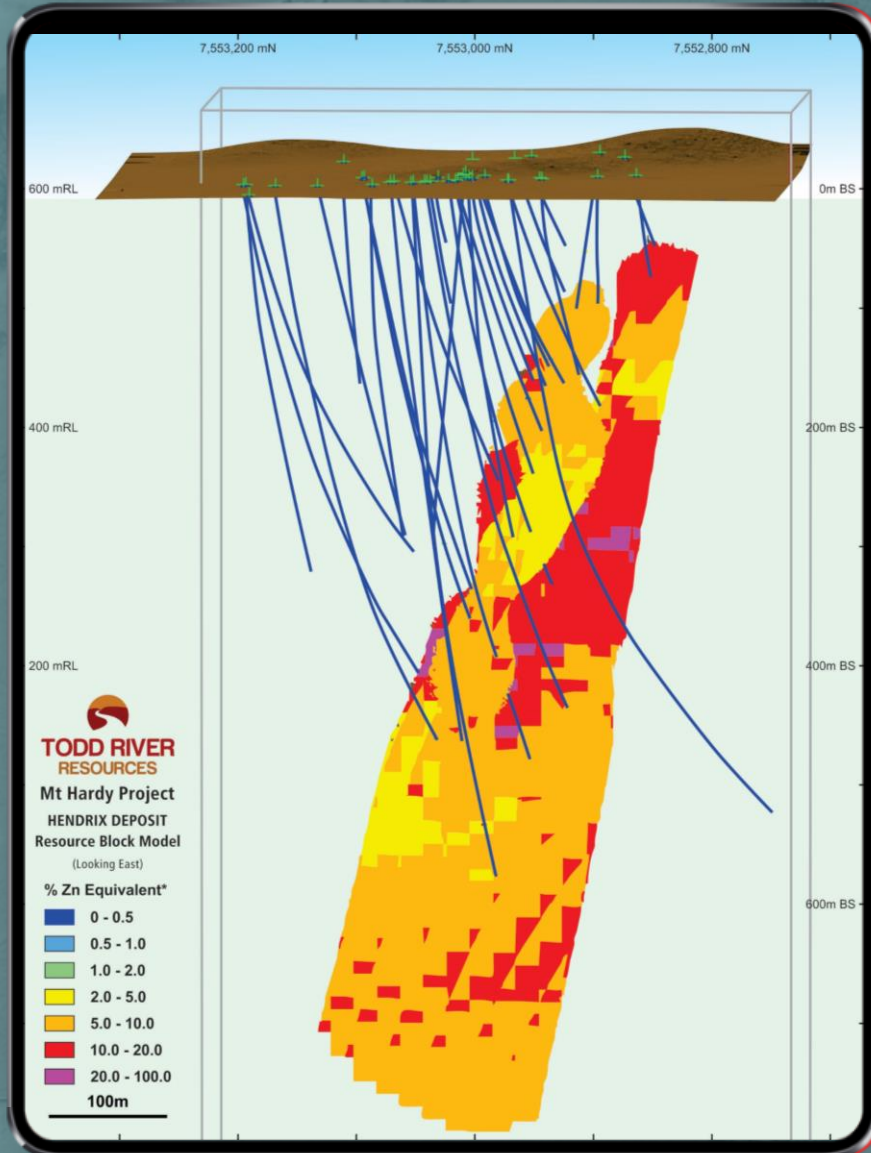 7,553,200 mN 7,553,000 mN 7,552,800 mN
600 mRL 0m BS
400 mRL 200m BS
200 mRL 400m BS
600m BS
TODD RIVER
RESOURCES
Mt Hardy Project
HENDRIX DEPOSIT
Resource Block Model
(Looking East)
% Zn Equivalent*
0 - 0.5
0.5 - 1.0
1.0 - 2.0
2.0 - 5.0
5.0 - 10.0
10.0 - 20.0
20.0 - 100.0
100m